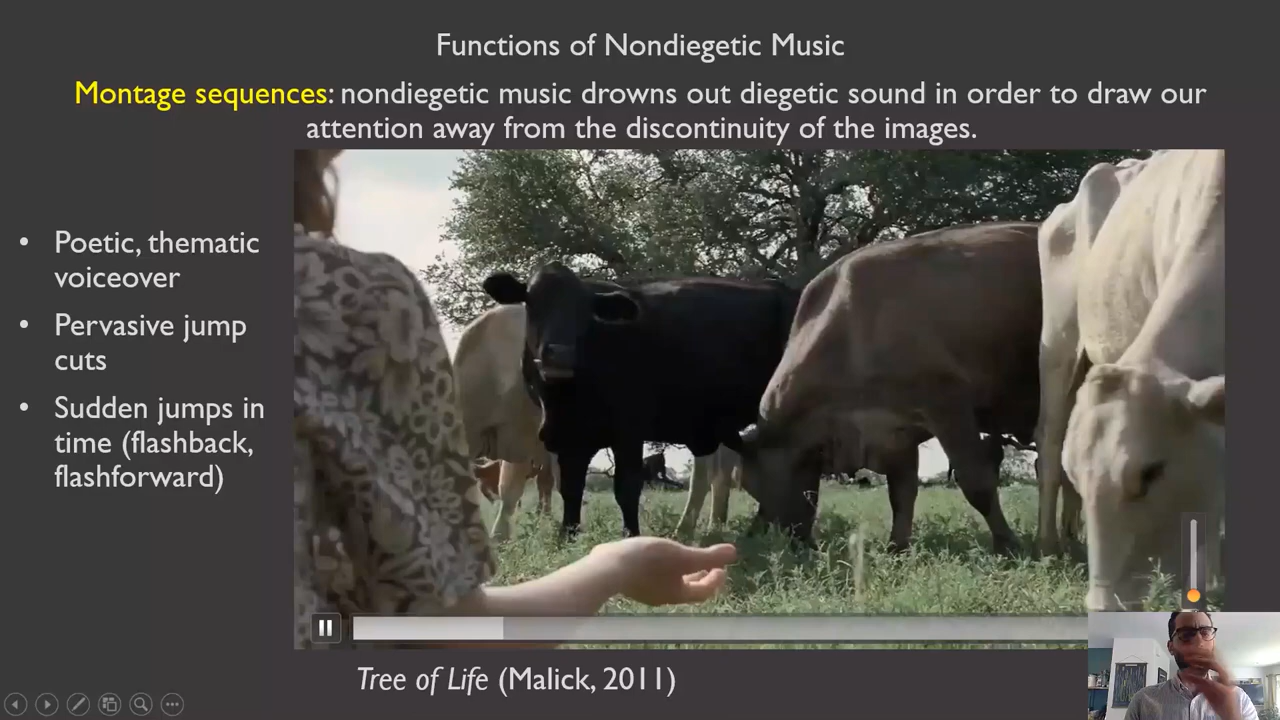 Functions of Nondiegetic Music
Montage sequences: nondiegetic music drowns out diegetic sound in order to draw our
attention away from the discontinuity of the images.
• Poetic, thematic
voiceover
• Pervasive jump
cuts
• Sudden jumps in
time (flashback,
flashforward)
Tree of Life (Malick, 2011)